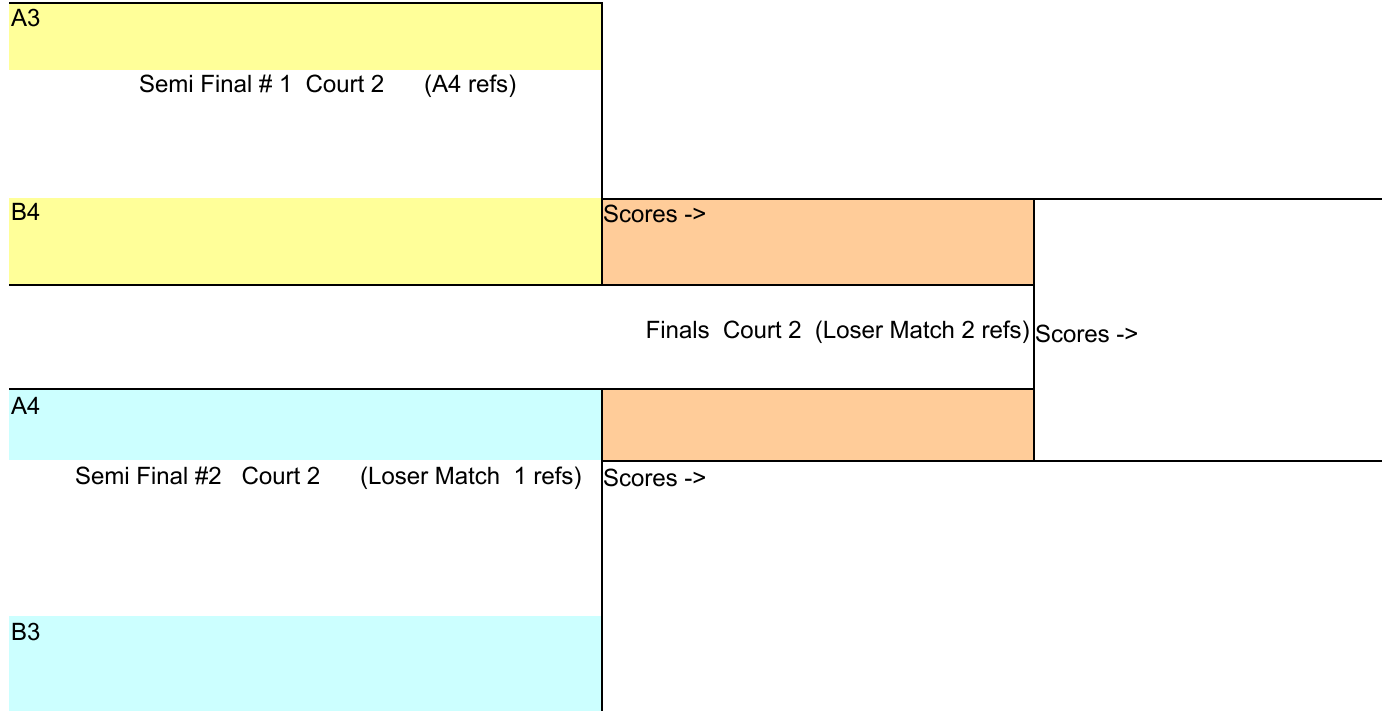 A3
Semi Final # 1  Court 2      (A4 refs)
B4
Scores ->
Finals  Court 2  (Loser Match 2 refs)
Scores ->
A4
Semi Final #2   Court 2      (Loser Match  1 refs)
Scores ->
B3